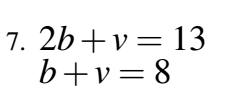 7. 2b + v = 13
b + v = 8